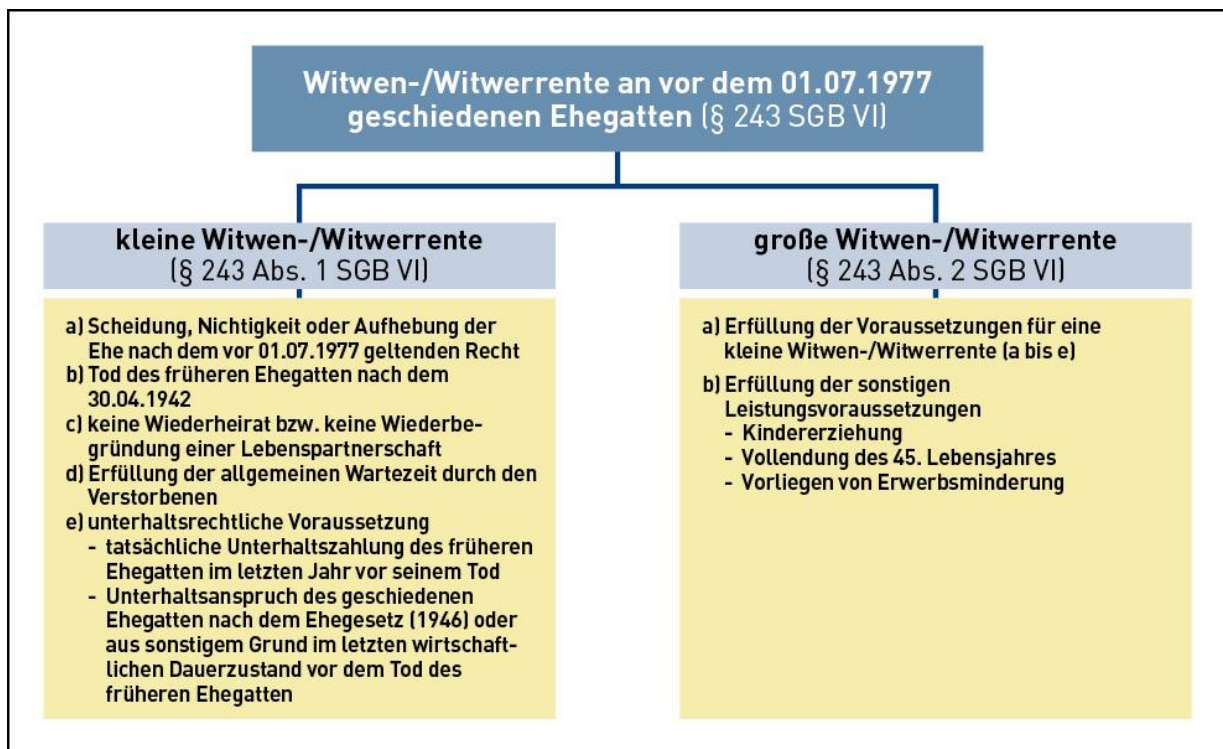 Witwen-/Witwerrente an vor dem 01.07.1977
geschiedenen Ehegatten (§ 243 SGB VI)
kleine Witwen-/Witwerrente
(§ 243 Abs. 1 SGB VI)
a) Scheidung, Nichtigkeit oder Aufhebung der
Ehe nach dem vor 01.07.1977 geltenden Recht
b) Tod des früheren Ehegatten nach dem
30.04.1942
c) keine Wiederheirat bzw. keine Wiederbe-
gründung einer Lebenspartnerschaft
d) Erfüllung der allgemeinen Wartezeit durch den
Verstorbenen
e) unterhaltsrechtliche Voraussetzung
- tatsächliche Unterhaltszahlung des früheren
Ehegatten im letzten Jahr vor seinem Tod
- Unterhaltsanspruch des geschiedenen
Ehegatten nach dem Ehegesetz (1946) oder
aus sonstigem Grund im letzten wirtschaft-
lichen Dauerzustand vor dem Tod des
früheren Ehegatten
große Witwen-/Witwerrente
(§ 243 Abs. 2 SGB VI)
a) Erfüllung der Voraussetzungen für eine
kleine Witwen-/Witwerrente (a bis e)
b) Erfüllung der sonstigen
Leistungsvoraussetzungen
- Kindererziehung
- Vollendung des 45. Lebensjahres
- Vorliegen von Erwerbsminderung